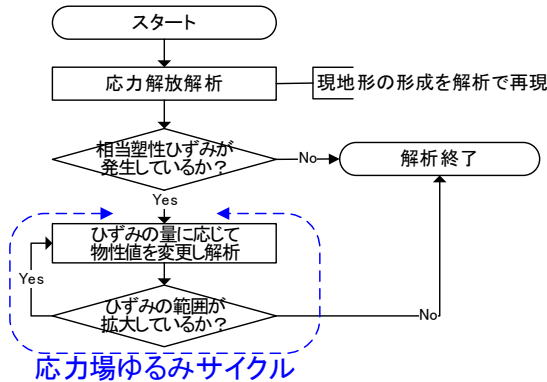 スタート
応力解放解析
現地形の形成を解析で再現
相当塑性ひずみが
発生しているか？
No
解析終了
Yes
ひずみの量に応じて
物性値を変更し解析
Yes
ひずみの範囲が
拡大しているか？
No
応力場ゆるみサイクル